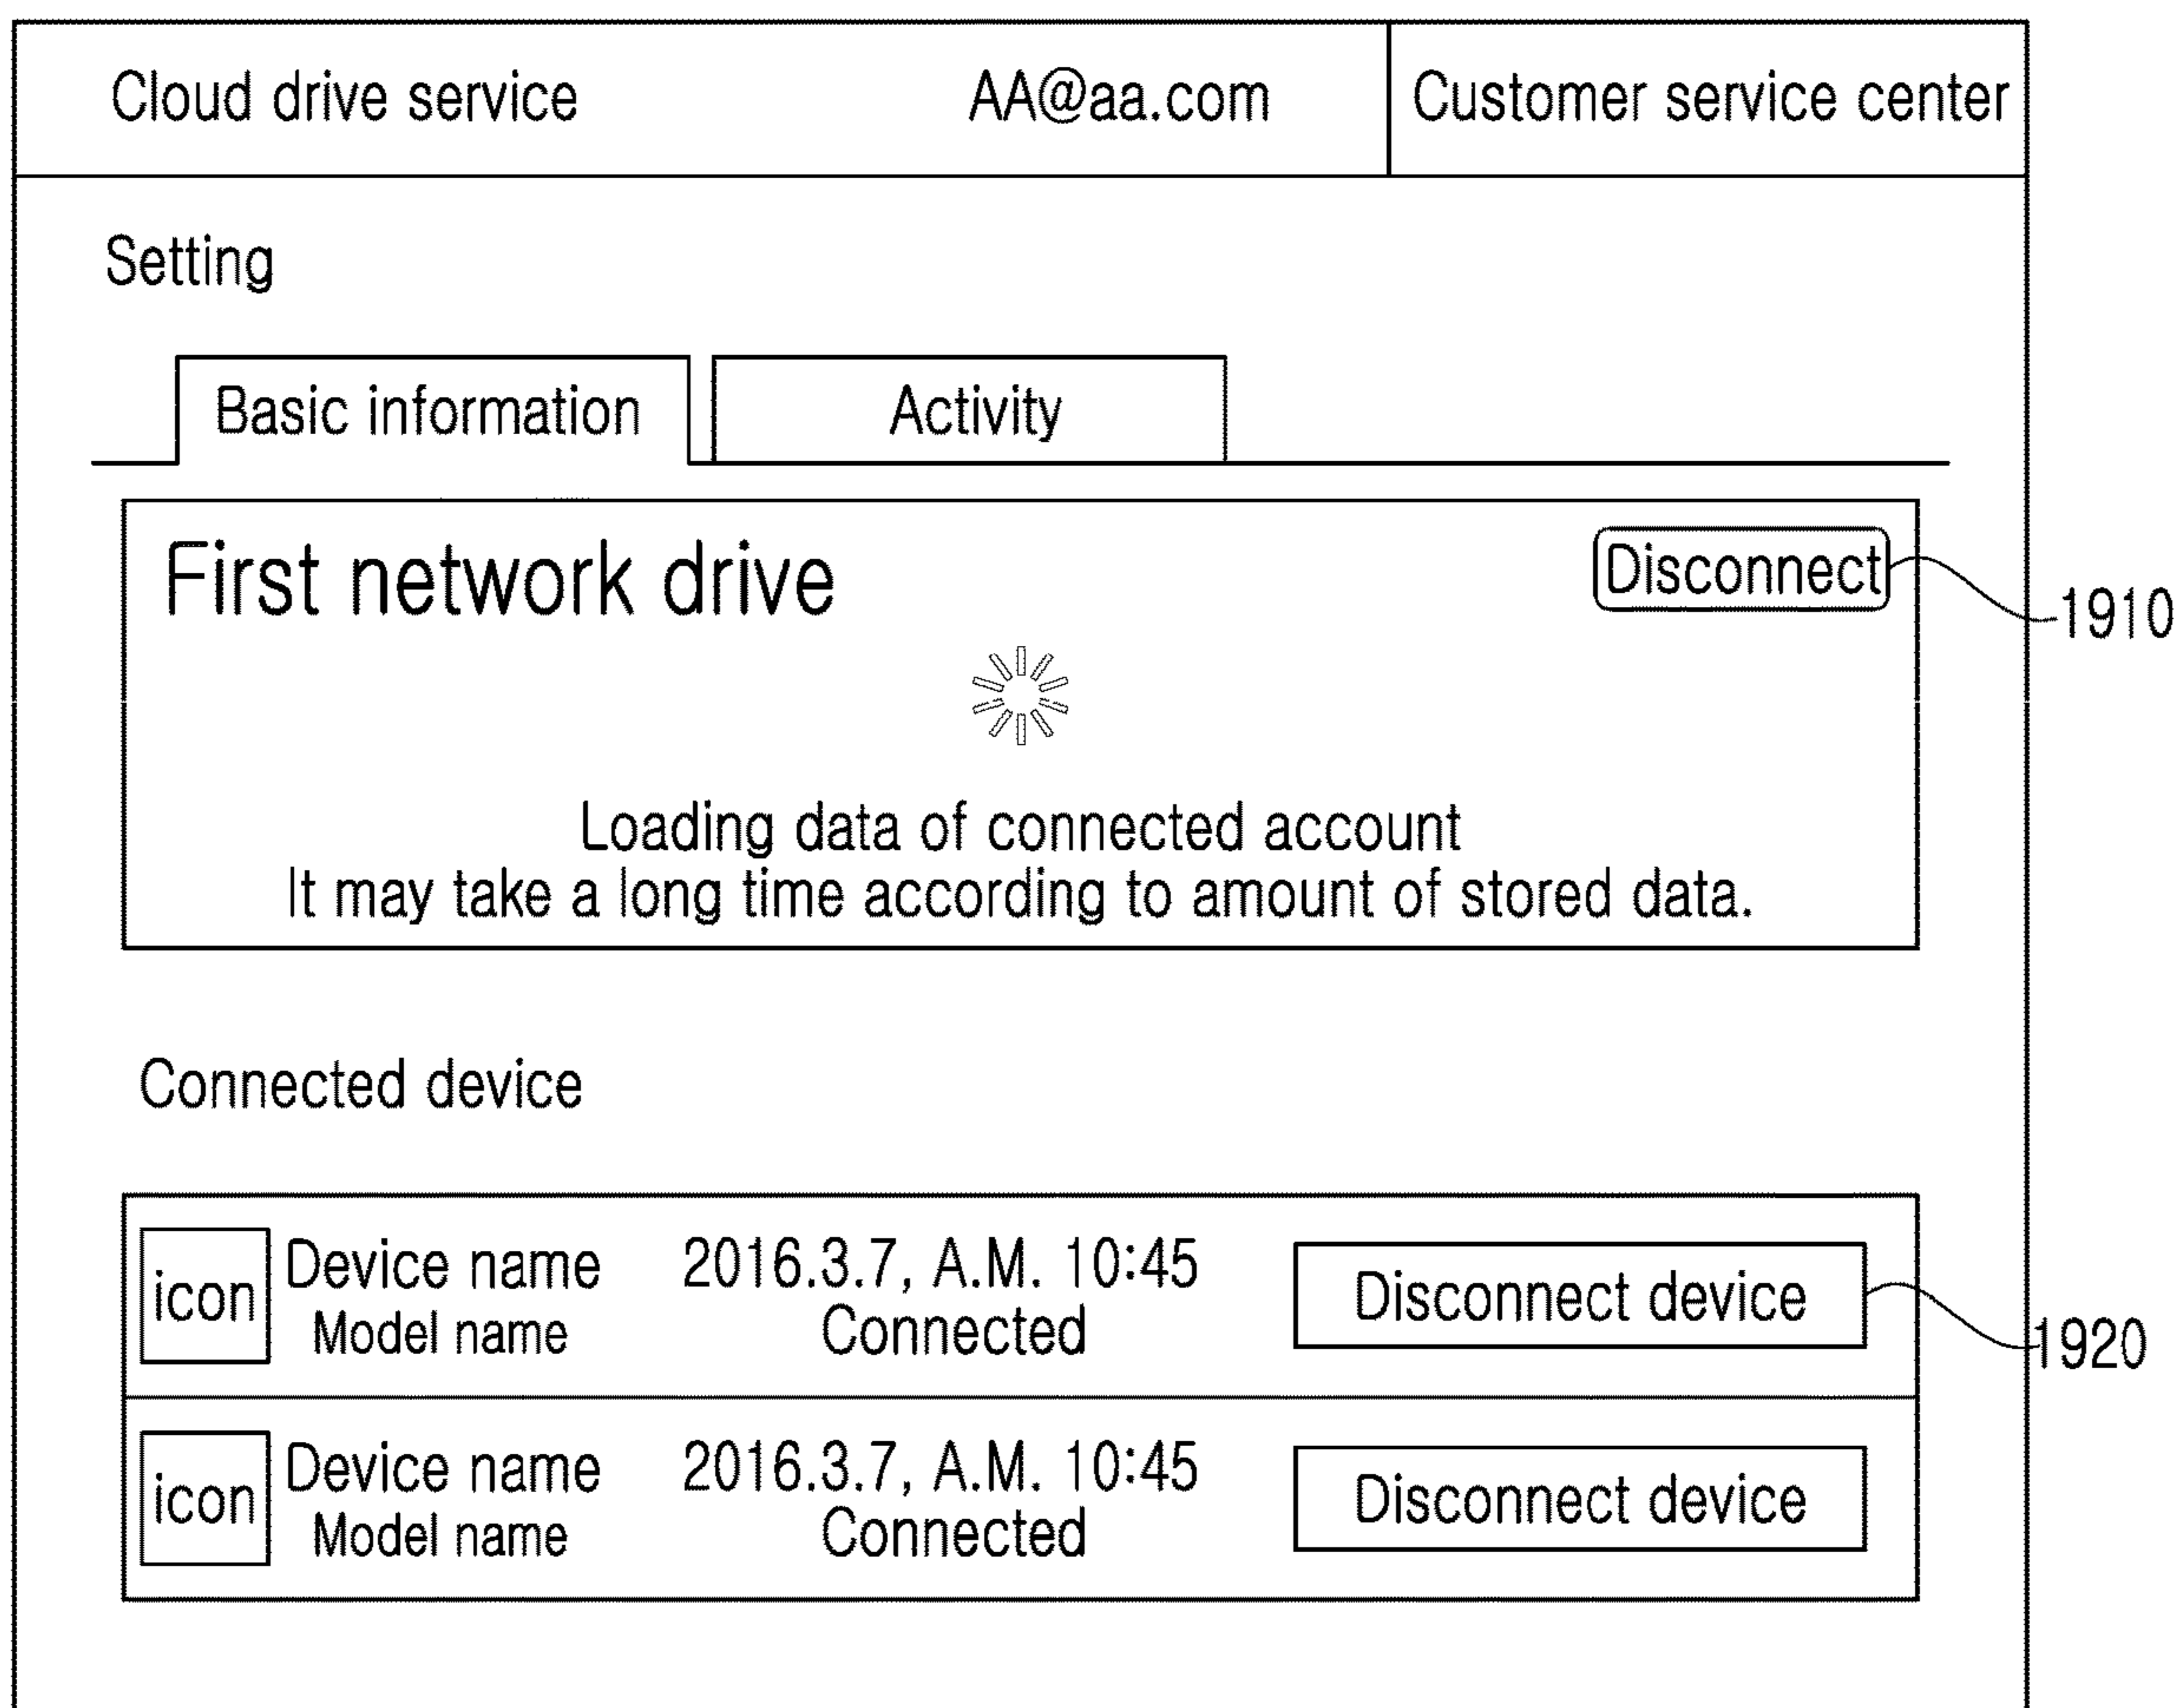 Cloud drive service AA@aa.com Customer service center
Setting
Basic information Activity
First network drive Disconnect
1910
Loading data of connected account
It may take a long time according to amount of stored data.
Connected device
icon Device name 2016.3.7, A.M. 10:45 Disconnect device
Model name Connected
1920
icon Device name 2016.3.7, A.M. 10:45 Disconnect device
Model name Connected